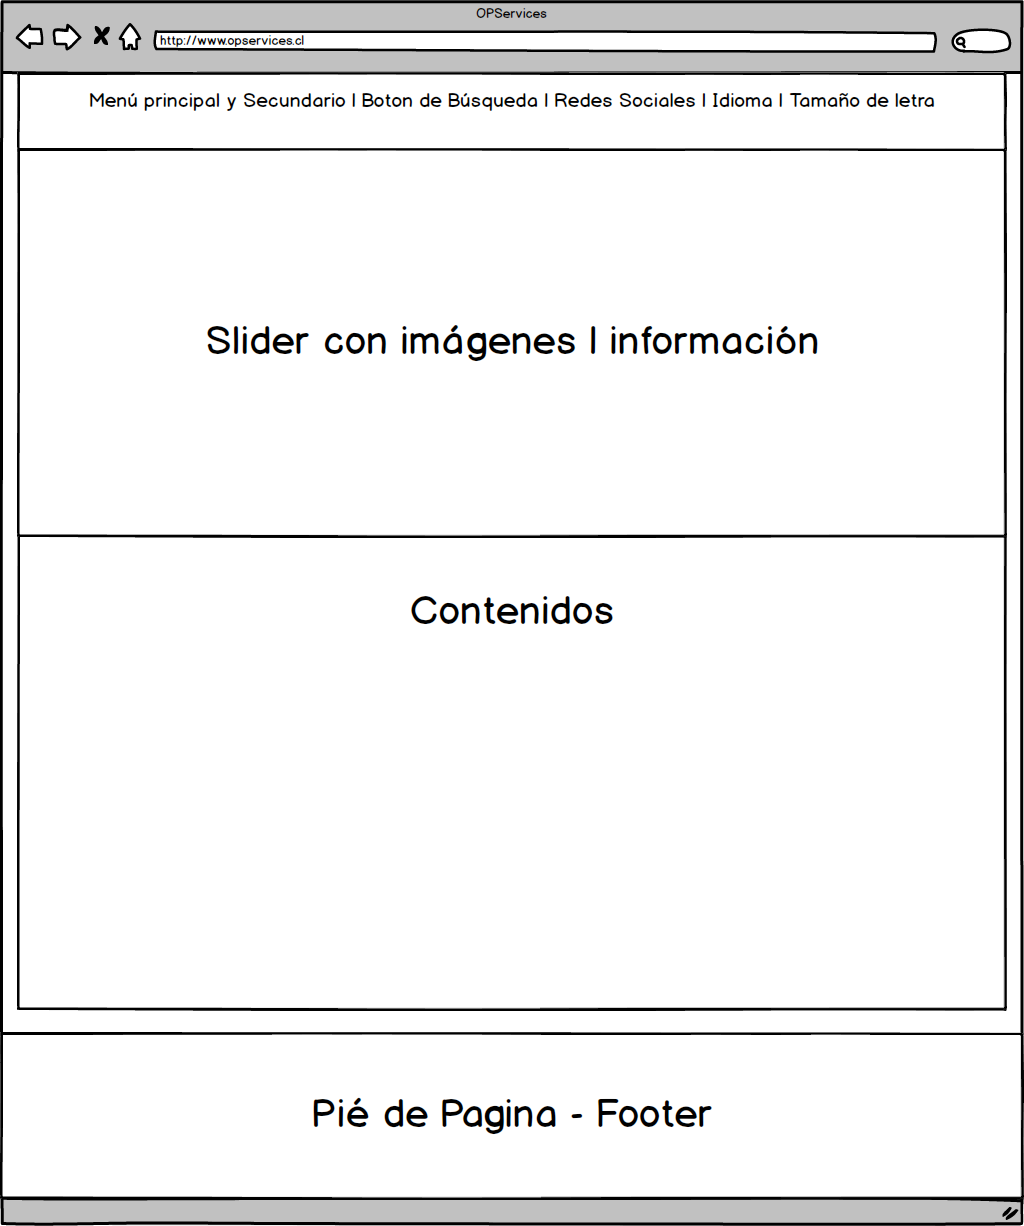 OPServices
http://www.opservices.cl
Menú principal y Secundario | Boton de Búsqueda | Redes Sociales | Idioma | Tamaño de letra
Slider con imágenes | información
Contenidos
Pié de Pagina - Footer